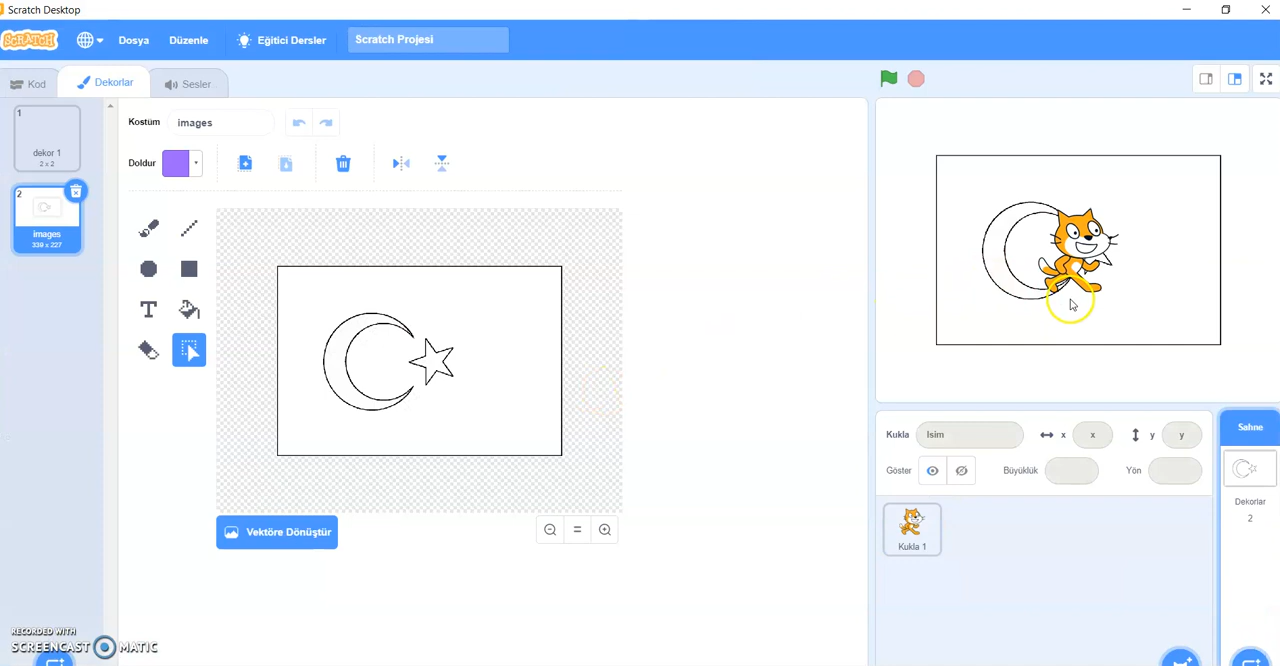 Scratch Desktop
SCRATCH Dosya Düzenle Eğitici Dersler Scratch Projesi
Kod Dekorlar Sesler
1
dekor 1
2 x 2
2
images
339 x 227
Kostüm images
Doldur
T
Vektöre Dönüştür
=
Kukla Isim x x y y
Göster Büyüklük Yön
Kukla 1
Sahne
Dekorlar
2
RECORDED WITH
SCREENCAST MATIC